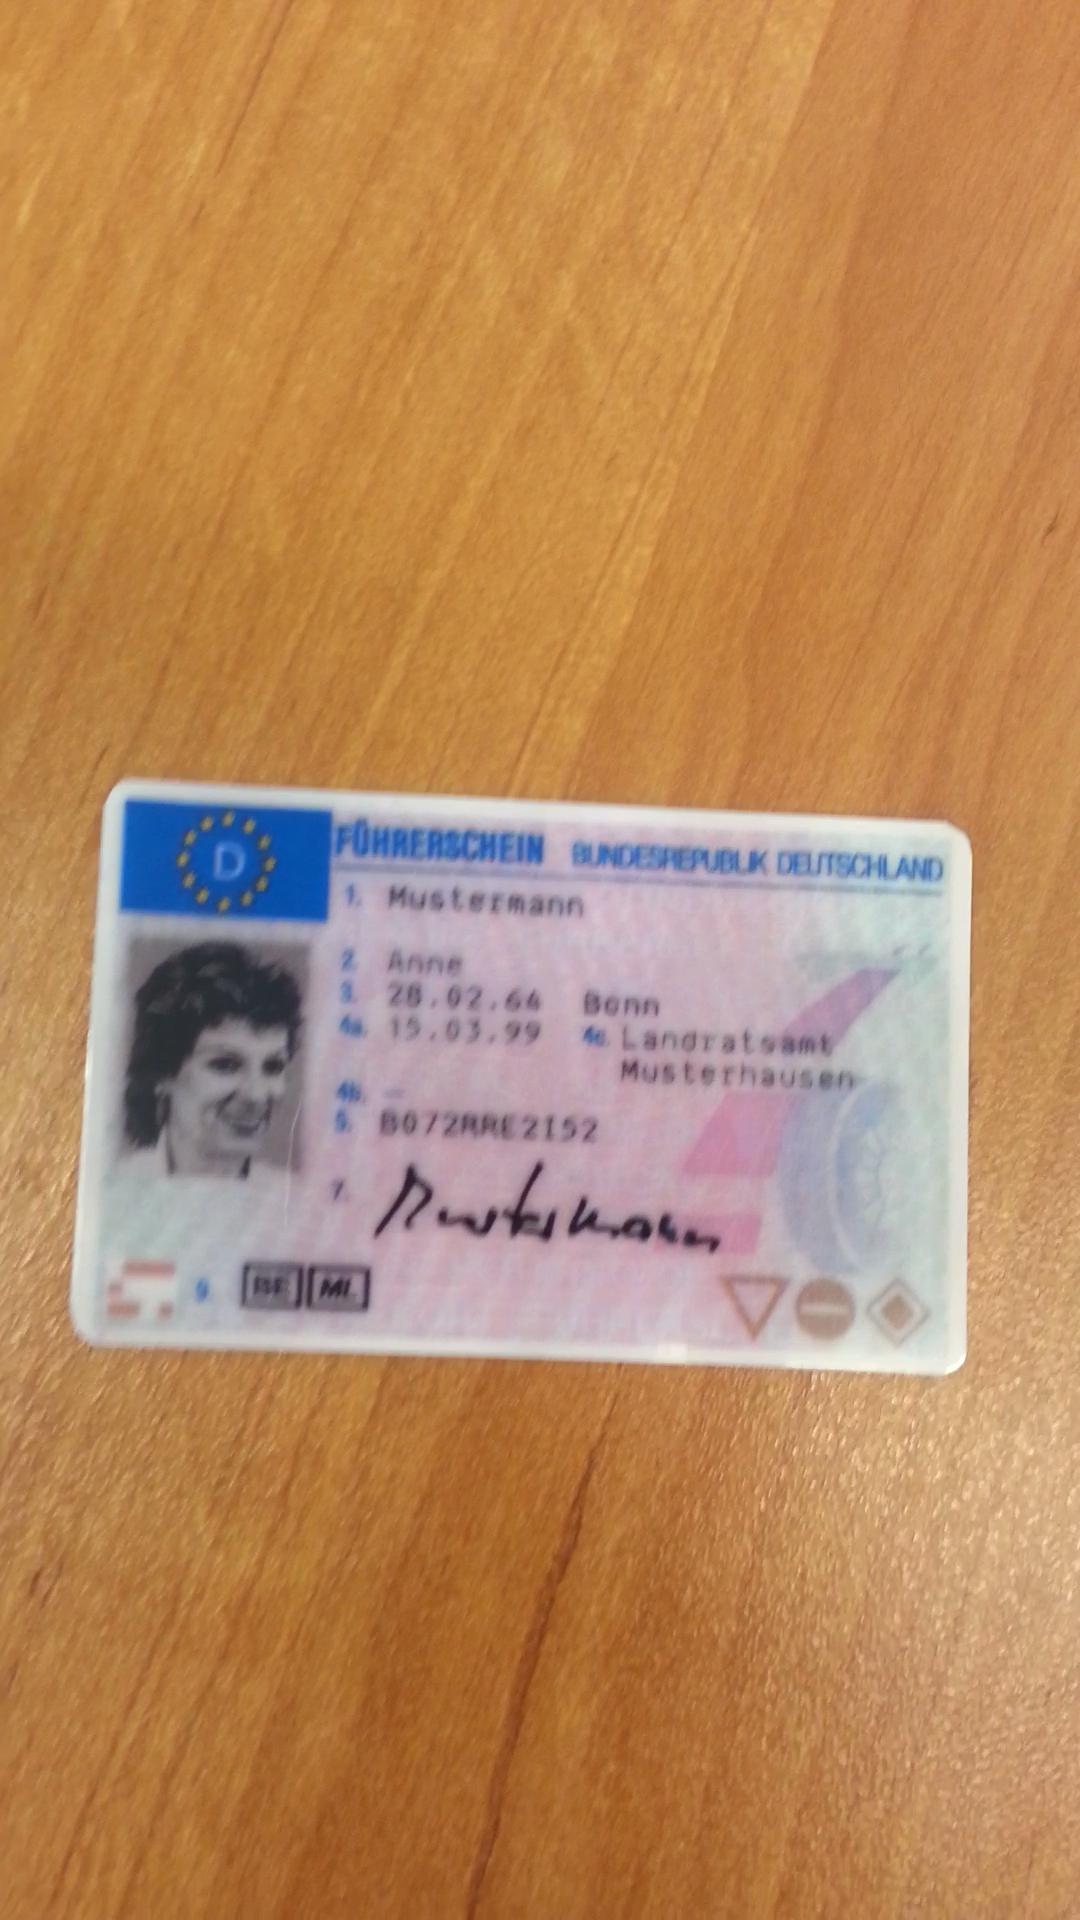 D
FÜHRERSCHEIN BUNDESREPUBLIK DEUTSCHLAND
1. Mustermann
2. Anne
3. 28.02.64 Bonn
4a. 15.03.99 4c. Landratsamt
Musterhausen
4b. –
5. B072RRE2I52
7. Mustermann
9. BE ML